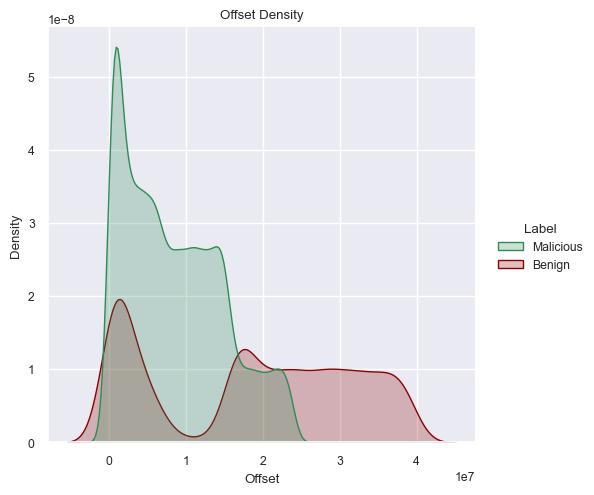 Offset Density
1e−8
5
4
3
2
1
0
Density
0
1
2
3
4
1e7
Offset
Label
Malicious
Benign